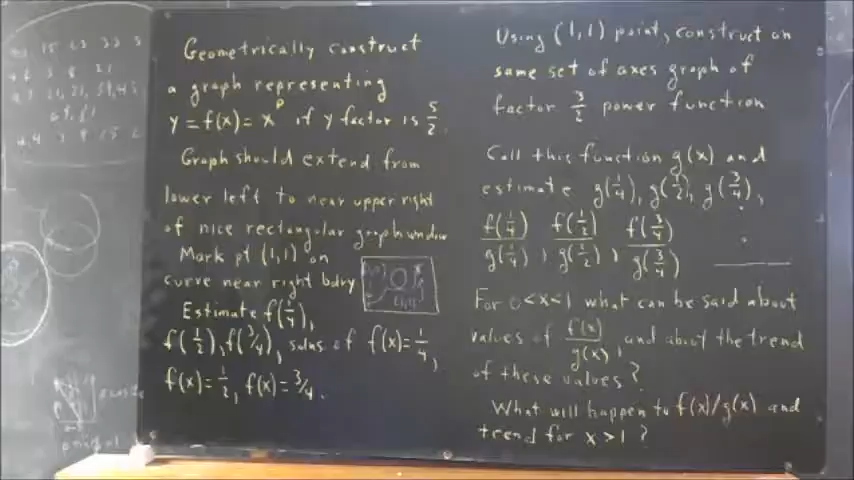 Geometrically construct
a graph representing
y = f(x) = x^p if y factor is 5/2.
Graph should extend from
lower left to near upper right
of nice rectangular graph window
Mark pt (1,1) on
curve near right bdry
Estimate f(1/4),
f(1/2), f(3/4), solns of f(x) = 1/4,
f(x) = 1/2, f(x) = 3/4.
Using (1,1) point, construct on
same set of axes graph of
factor 3/2 power function
Call this function g(x) and
estimate g(1/4), g(1/2), g(3/4),
f(1/4)/g(1/4), f(1/2)/g(1/2), f(3/4)/g(3/4)
For 0<x<1 what can be said about
values of f(x)/g(x), and about the trend
of these values?
What will happen to f(x)/g(x) and
trend for x>1?